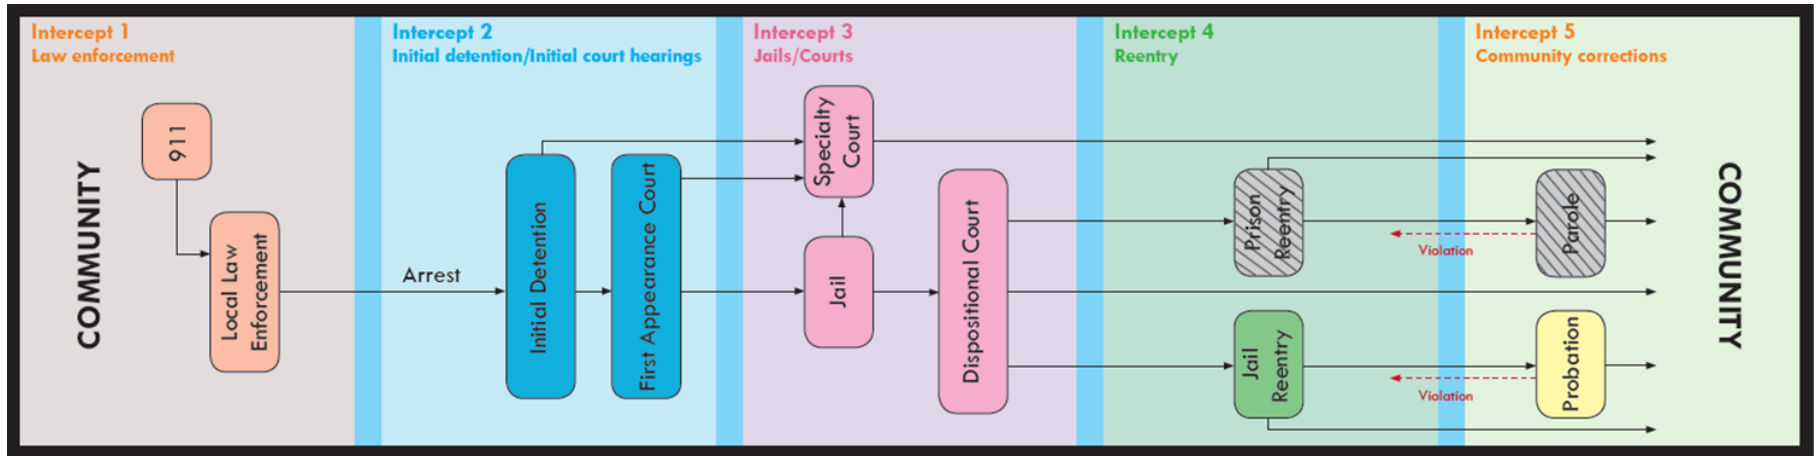 Intercept 1
Law enforcement
Intercept 2
Initial detention/Initial court hearings
Intercept 3
Jails/Courts
Intercept 4
Reentry
Intercept 5
Community corrections
COMMUNITY
911
Local Law
Enforcement
Arrest
Initial Detention
First Appearance Court
Specialty
Court
Jail
Dispositional Court
Prison
Reentry
Violation
Parole
Jail
Reentry
Violation
Probation
COMMUNITY